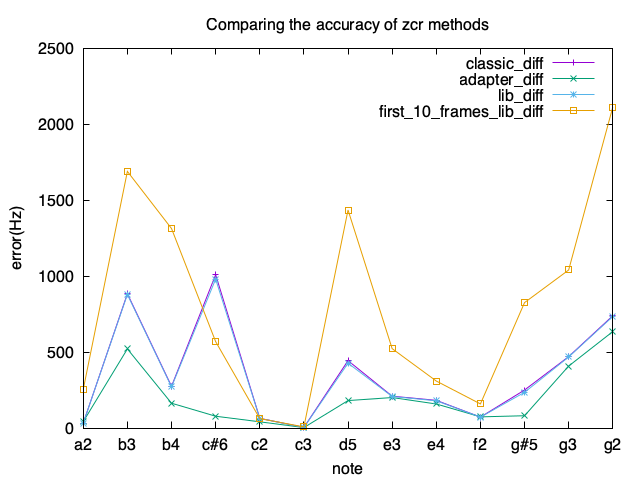 Comparing the accuracy of zcr methods
2500
2000
1500
1000
500
0
error(Hz)
classic_diff
adapter_diff
lib_diff
first_10_frames_lib_diff
a2 b3 b4 c#6 c2 c3 d5 e3 e4 f2 g#5 g3 g2
note